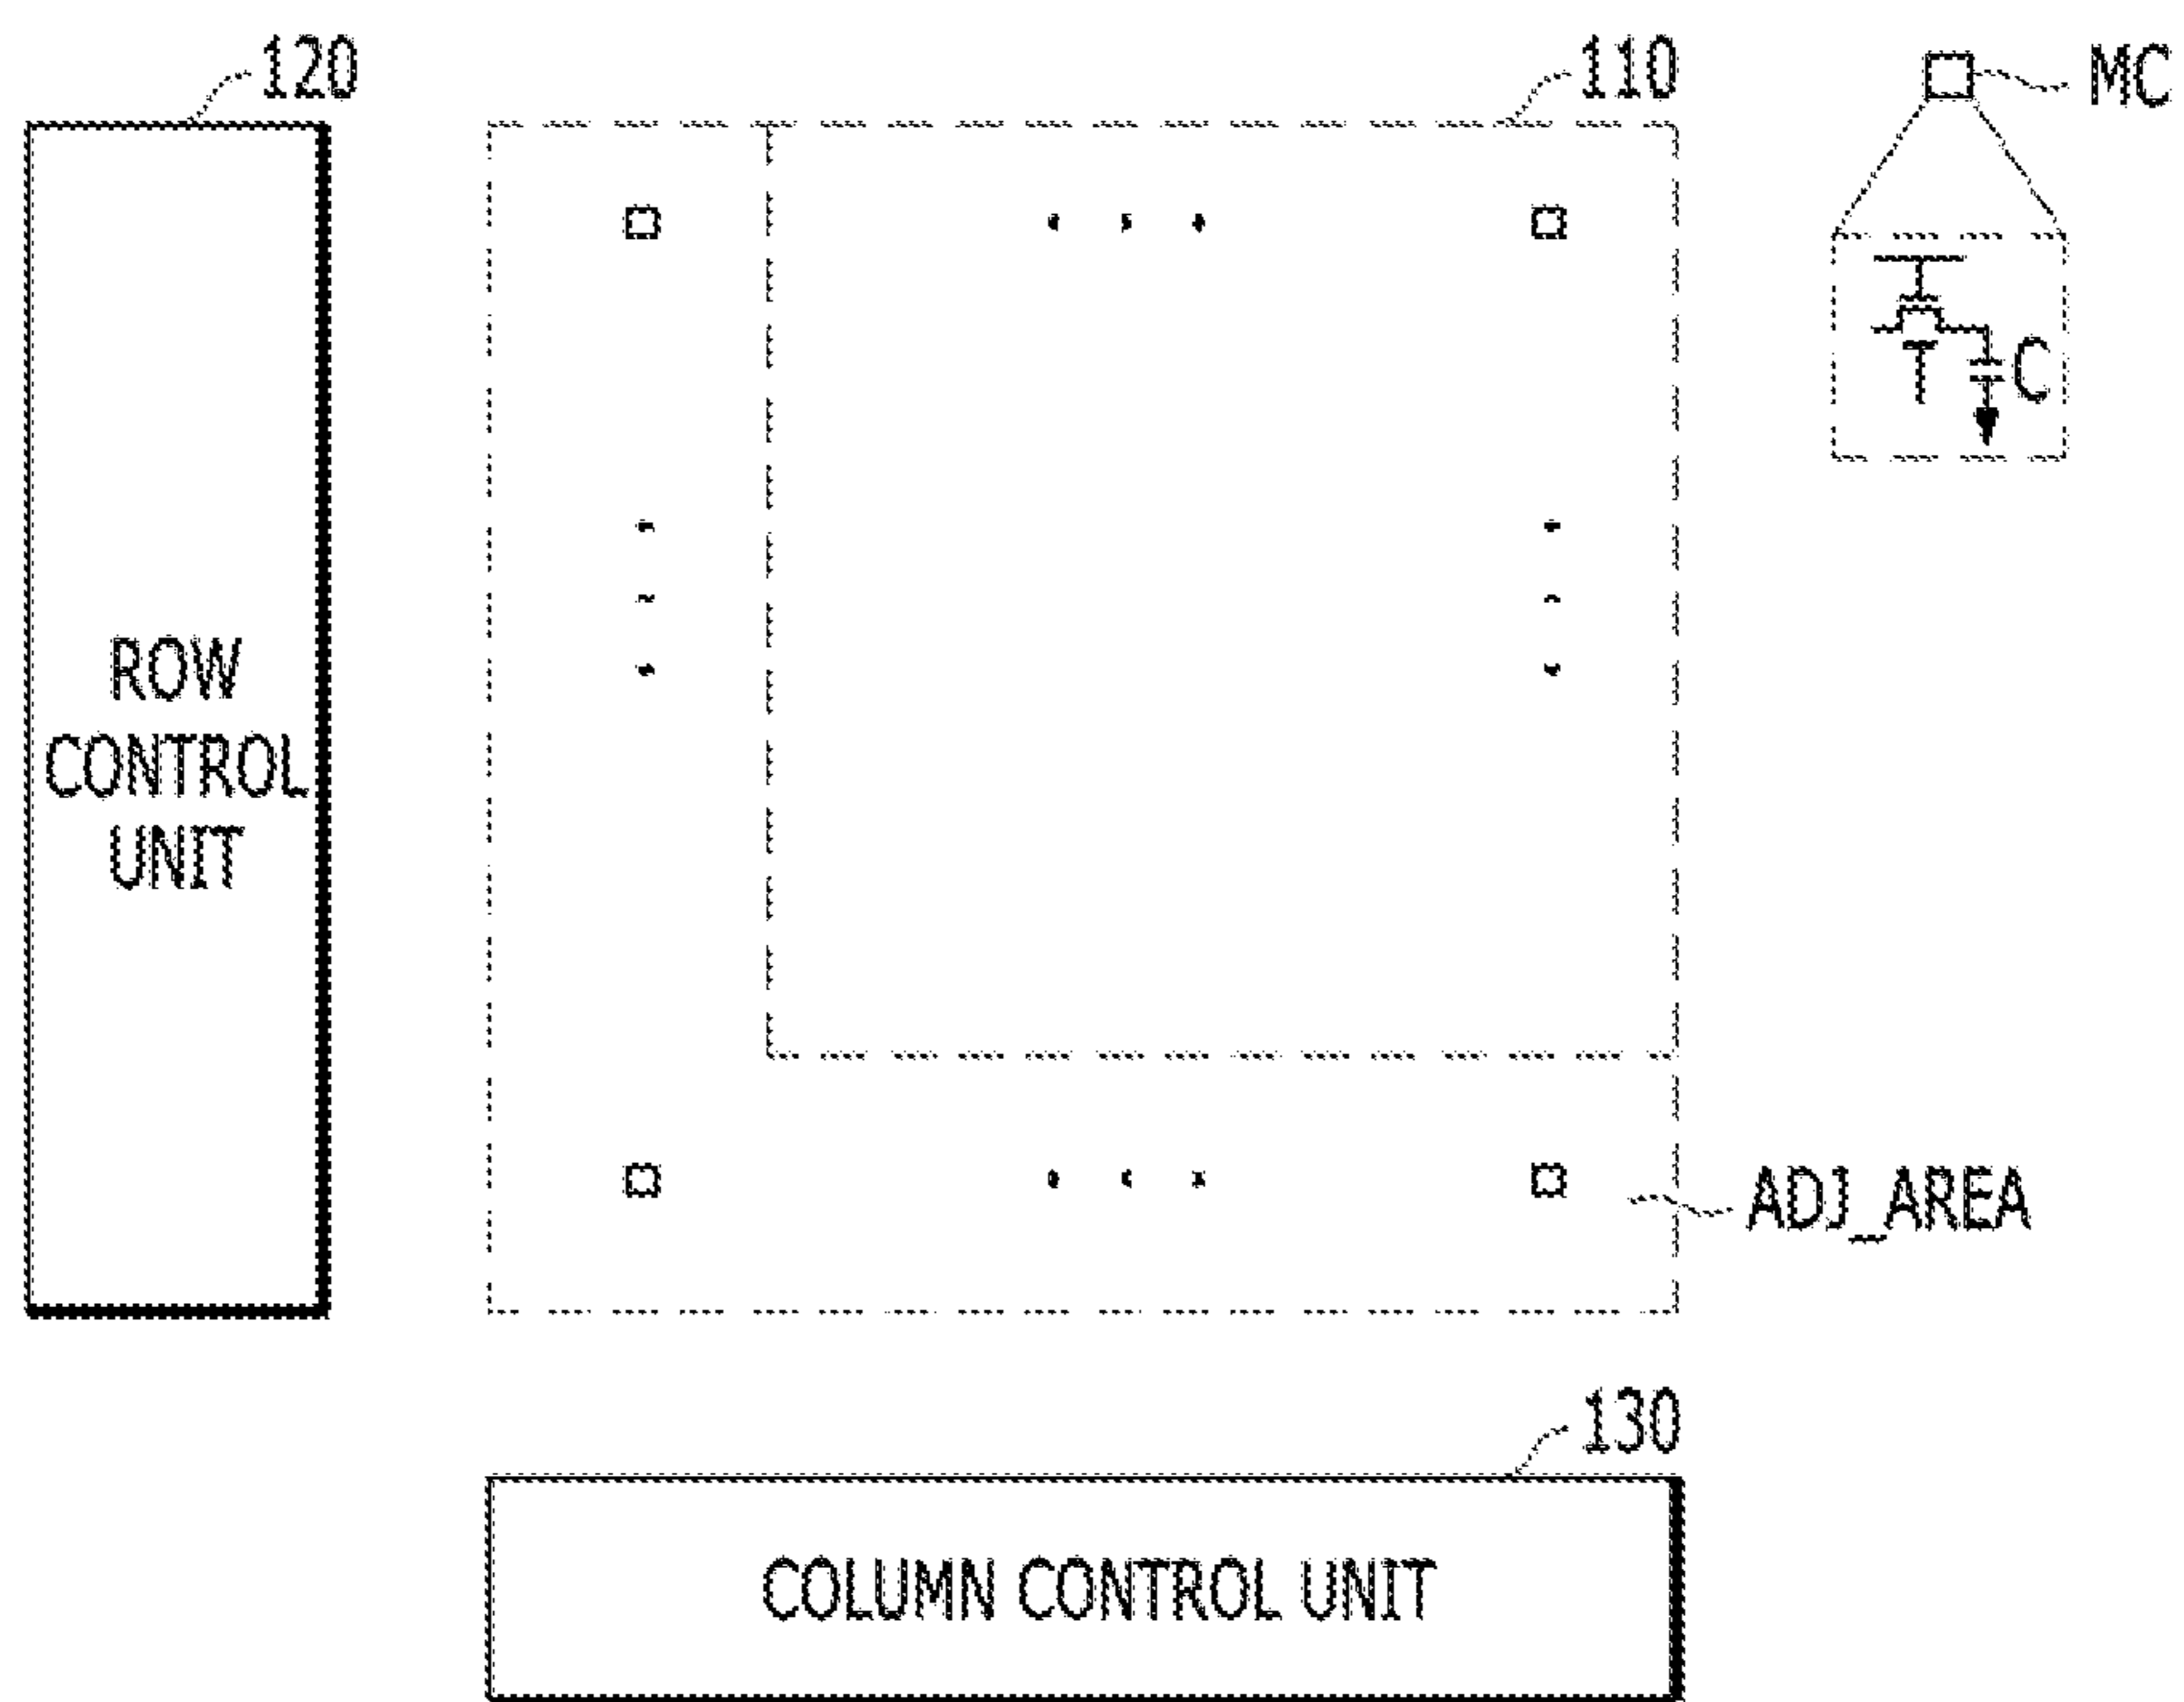 120
110
MC
T
C
ROW
CONTROL
UNIT
ADJ_AREA
130
COLUMN CONTROL UNIT